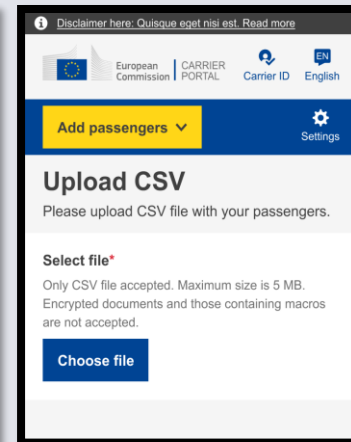 Disclaimer here: Quisque eget nisi est. Read more
European Commission
CARRIER PORTAL
Carrier ID
EN
English
Add passengers
Settings
Upload CSV
Please upload CSV file with your passengers.
Select file*
Only CSV file accepted. Maximum size is 5 MB.
Encrypted documents and those containing macros
are not accepted.
Choose file